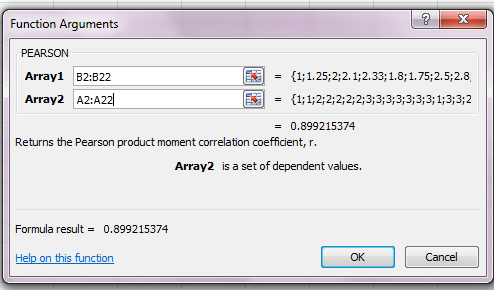 Function Arguments
?
PEARSON
Array1 B2:B22 = {1;1.25;2;2.1;2.33;1.8;1.75;2.5;2.8;
Array2 A2:A22 = {1;1;2;2;2;2;2;3;3;3;3;3;3;1;3;3;2
= 0.899215374
Returns the Pearson product moment correlation coefficient, r.
Array2 is a set of dependent values.
Formula result = 0.899215374
Help on this function OK Cancel